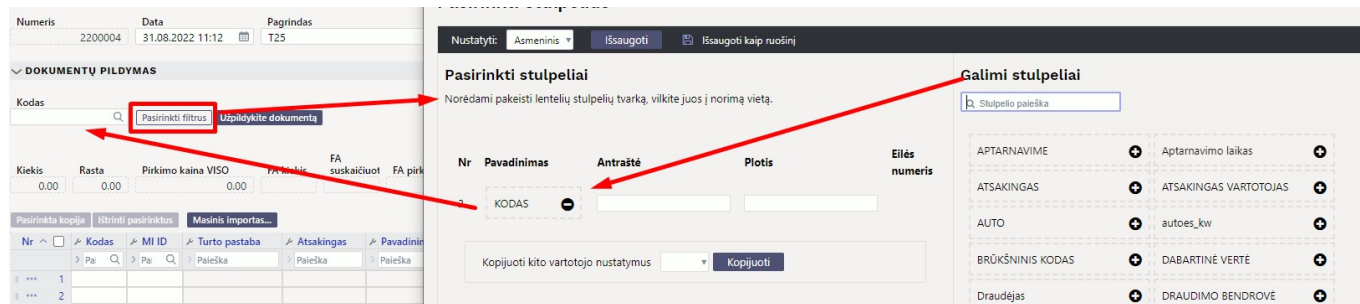 Numeris Data Pagrindas
2200004 31.08.2022 11:12 T25
DOKUMENTŲ PILDYMAS
Kodas
Pasirinkti filtrus Užpildykite dokumentą
FA
Kiekis Rasta Pirkimo kaina VISO FA kiekis suskaičiuot FA pirk
0.00 0.00 0.00
Pasirinkta kopija Ištrinti pasirinktus Masinis importas...
Nr Kodas MI ID Turto pastaba Atsakingas Pavadinin
Pai Pai Paieška Paieška Paieška
1
2
Nustatyti: Asmeninis Išsaugoti Išsaugoti kaip ruošinį
Pasirinkti stulpeliai
Norėdami pakeisti lentelių stulpelių tvarką, vilkite juos į norimą vietą.
Nr Pavadinimas Antraštė Plotis Eilės
numeris
KODAS
Kopijuoti kito vartotojo nustatymus Kopijuoti
Galimi stulpeliai
Stulpelio paieška
APTARNAVIME Aptarnavimo laikas
ATSAKINGAS ATSAKINGAS VARTOTOJAS
AUTO autoes_kw
BRŪKŠNINIS KODAS DABARTINĖ VERTĖ
Draudėjas DRAUDIMO BENDROVĖ